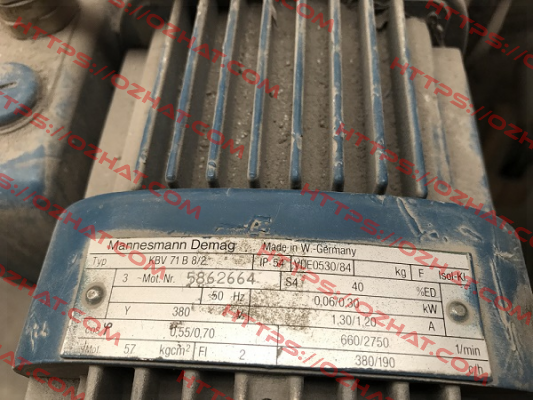 Mannesmann Demag Made in W.-Germany
Typ KBV 71 B 8/2 IP 54 VDE0530/84 kg F Isol-Kl.
3 ~Mot.Nr. 5862664 S4 40 %ED
50 Hz 0,06/0,30 kW
Y 380 V 1,30/1,20 A
cos φ 0,55/0,70 660/2750 1/min
JMot. 57 kgcm² FI 2 380/190 c/h
HTTPS://OZHAT.COM